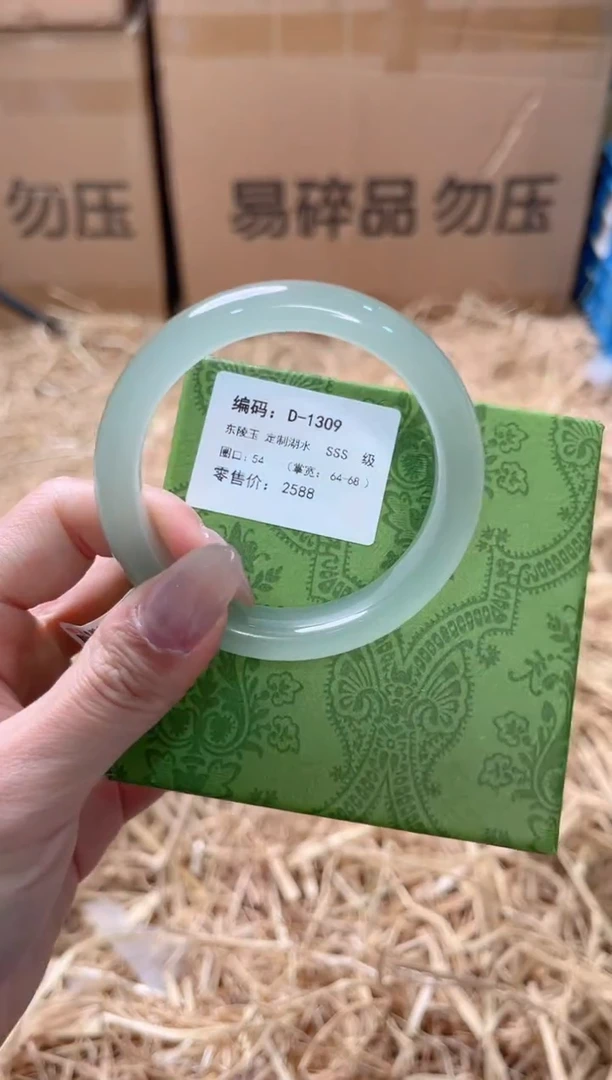 勿压
易碎品 勿压
编码：D-1309
东陵玉 定制湖水 SSS 级
圈口：54 （掌宽：64-68）
零售价：2588